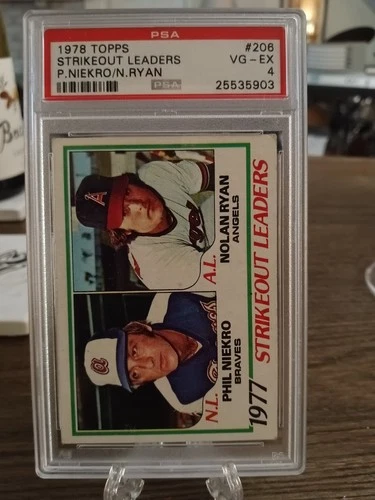 PSA
1978 TOPPS #206
STRIKEOUT LEADERS VG-EX
P.NIEKRO/N.RYAN 4
PSA 25535903
A.L. NOLAN RYAN
ANGELS
N.L. PHIL NIEKRO
BRAVES
1977 STRIKEOUT LEADERS